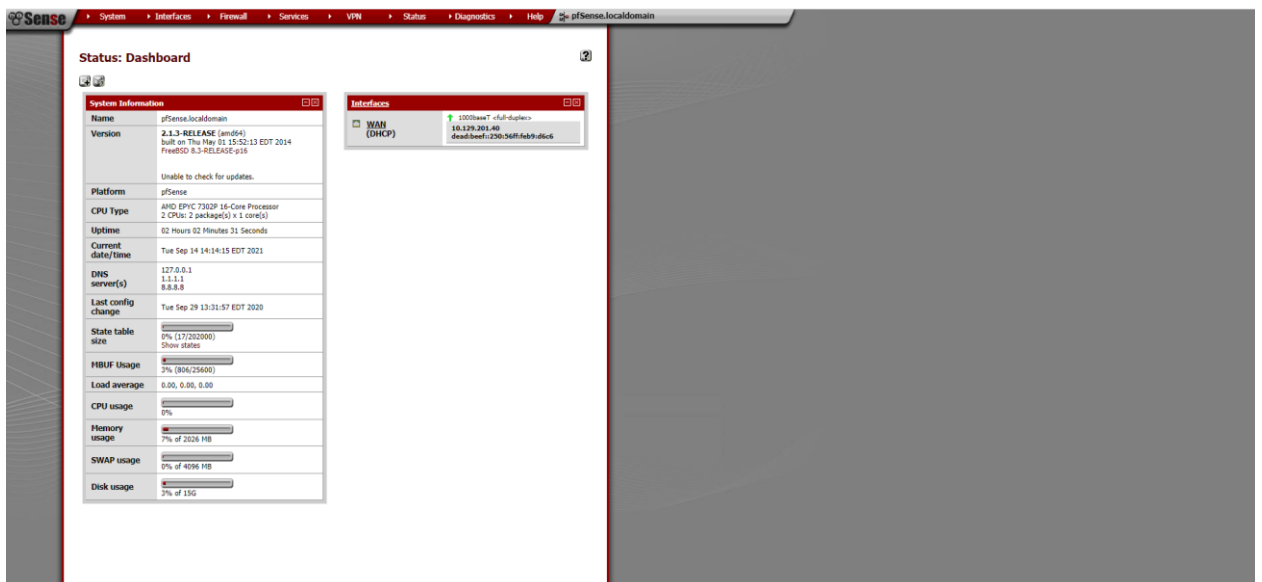 Sense
System Interfaces Firewall Services VPN Status Diagnostics Help pfSense.localdomain
Status: Dashboard
?
System Information
Name pfSense.localdomain
Version 2.1.3-RELEASE (amd64)
built on Thu May 01 15:52:13 EDT 2014
FreeBSD 8.3-RELEASE-p16
Unable to check for updates.
Platform pfSense
CPU Type AMD EPYC 7302P 16-Core Processor
2 CPUs: 2 package(s) x 1 core(s)
Uptime 02 Hours 02 Minutes 31 Seconds
Current
date/time Tue Sep 14 14:14:15 EDT 2021
DNS
server(s) 127.0.0.1
1.1.1.1
8.8.8.8
Last config
change Tue Sep 29 13:31:57 EDT 2020
State table
size 0% (17/202000)
Show states
MBUF Usage 3% (806/25600)
Load average 0.00, 0.00, 0.00
CPU usage 0%
Memory
usage 7% of 2026 MB
SWAP usage 0% of 4096 MB
Disk usage 3% of 15G
Interfaces
WAN
(DHCP)
1000baseT <full-duplex>
10.129.201.40
dead:beef::250:56ff:feb9:d6c6